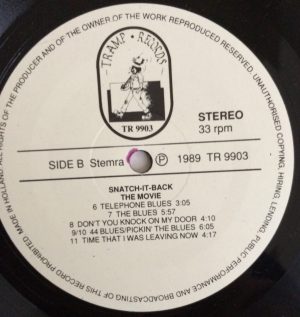 TRAMP • RECORDS
TR 9903
STEREO
33 rpm
SIDE B Stemra
Ⓟ 1989 TR 9903
SNATCH-IT-BACK
THE MOVIE
6 TELEPHONE BLUES 3:05
7 THE BLUES 5:57
8 DON'T YOU KNOCK ON MY DOOR 4:10
9/10 44 BLUES/PICKIN' THE BLUES 6:05
11 TIME THAT I WAS LEAVING NOW 4:17
MADE IN HOLLAND/ALL RIGHTS OF THE PRODUCER AND OF THE OWNER OF THE WORK REPRODUCED RESERVED. UNAUTHORISED COPYING, HIRING, LENDING, PUBLIC PERFORMANCE AND BROADCASTING OF THIS RECORD PROHIBITED